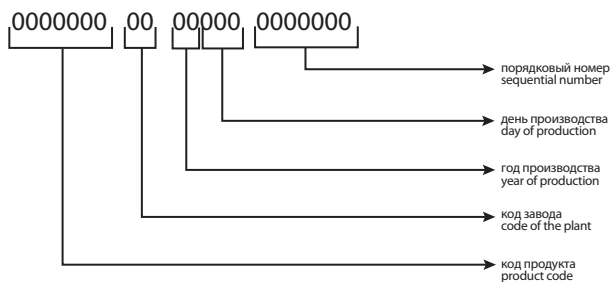 0000000 00 00000 0000000
порядковый номер
sequential number
день производства
day of production
год производства
year of production
код завода
code of the plant
код продукта
product code